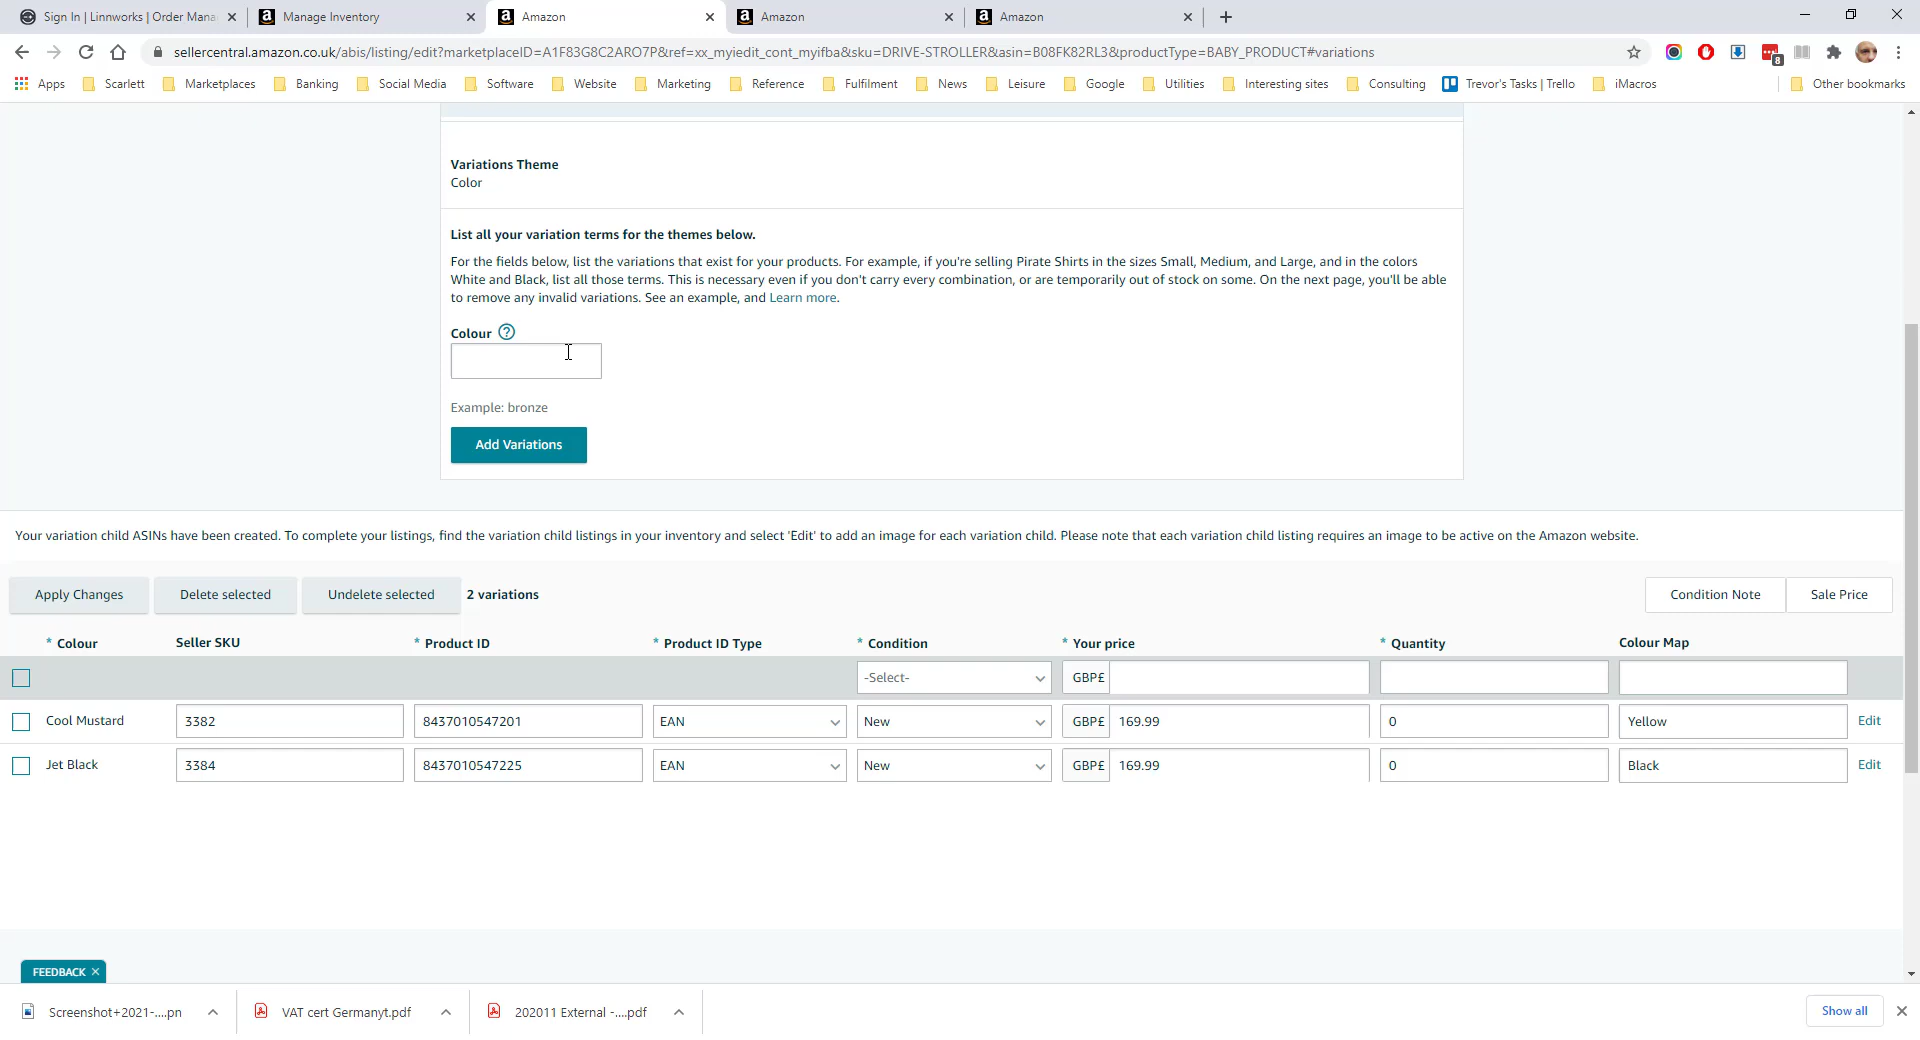 Sign In | Linnworks | Order Mana
Manage Inventory
Amazon
Amazon
Amazon
sellercentral.amazon.co.uk/abis/listing/edit?marketplaceID=A1F83G8C2ARO7P&ref=xx_myiedit_cont_myifba&sku=DRIVE-STROLLER&asin=B08FK82RL3&productType=BABY_PRODUCT#variations
8
Apps Scarlett Marketplaces Banking Social Media Software Website Marketing Reference Fulfilment News Leisure Google Utilities Interesting sites Consulting Trevor's Tasks | Trello iMacros Other bookmarks
Variations Theme
Color
List all your variation terms for the themes below.
For the fields below, list the variations that exist for your products. For example, if you're selling Pirate Shirts in the sizes Small, Medium, and Large, and in the colors
White and Black, list all those terms. This is necessary even if you don't carry every combination, or are temporarily out of stock on some. On the next page, you'll be able
to remove any invalid variations. See an example, and Learn more.
Colour ?
Example: bronze
Add Variations
Your variation child ASINs have been created. To complete your listings, find the variation child listings in your inventory and select 'Edit' to add an image for each variation child. Please note that each variation child listing requires an image to be active on the Amazon website.
Apply Changes Delete selected Undelete selected 2 variations Condition Note Sale Price
* Colour Seller SKU * Product ID * Product ID Type * Condition * Your price * Quantity Colour Map
-Select- GBP£
Cool Mustard 3382 8437010547201 EAN New GBP£ 169.99 0 Yellow Edit
Jet Black 3384 8437010547225 EAN New GBP£ 169.99 0 Black Edit
FEEDBACK ×
Screenshot+2021-....pn VAT cert Germanyt.pdf 202011 External -....pdf Show all